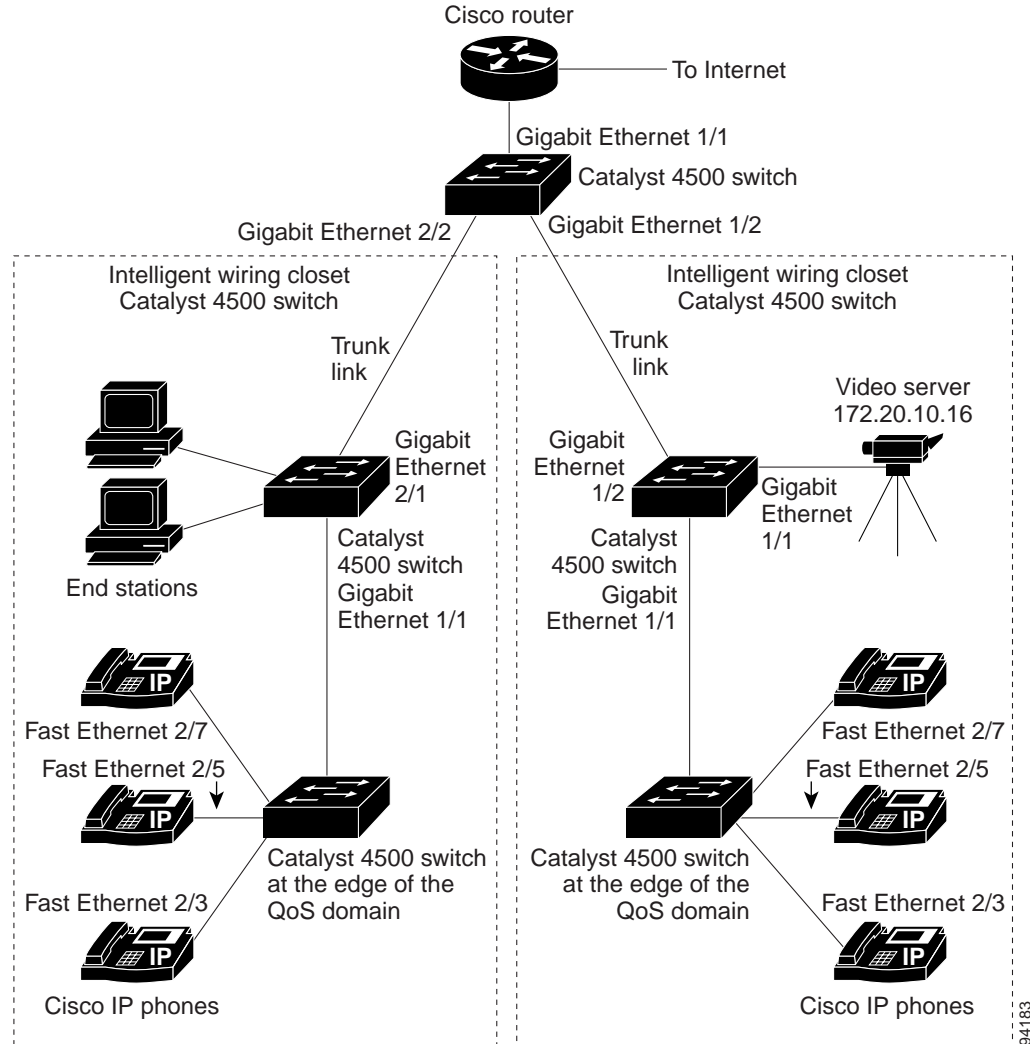 Cisco router
To Internet
Gigabit Ethernet 1/1
Catalyst 4500 switch
Gigabit Ethernet 2/2
Gigabit Ethernet 1/2
Intelligent wiring closet
Catalyst 4500 switch
Trunk
link
End stations
Gigabit
Ethernet
2/1
Catalyst
4500 switch
Gigabit
Ethernet 1/1
IP
Fast Ethernet 2/7
Fast Ethernet 2/5
IP
Fast Ethernet 2/3
IP
Cisco IP phones
Catalyst 4500 switch
at the edge of the
QoS domain
Intelligent wiring closet
Catalyst 4500 switch
Trunk
link
Video server
172.20.10.16
Gigabit
Ethernet
1/2
Gigabit
Ethernet
1/1
Catalyst
4500 switch
Gigabit
Ethernet 1/1
IP
Fast Ethernet 2/7
Fast Ethernet 2/5
IP
Catalyst 4500 switch
at the edge of the
QoS domain
Fast Ethernet 2/3
IP
Cisco IP phones
94183